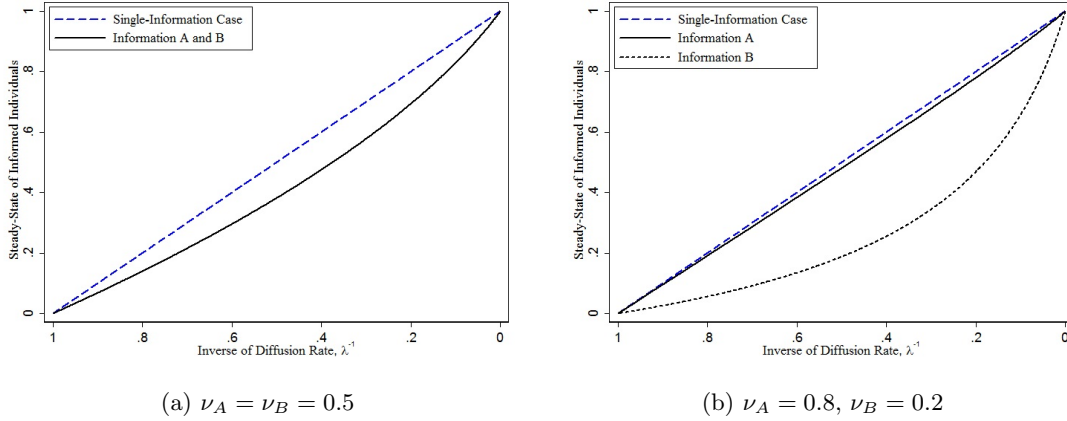 Single-Information Case
Information A and B
Steady-State of Informed Individuals
1
.8
.6
.4
.2
0
1
.8
.6
.4
.2
0
Inverse of Diffusion Rate, λ⁻¹
(a) ν_A = ν_B = 0.5
Single-Information Case
Information A
Information B
Steady-State of Informed Individuals
1
.8
.6
.4
.2
0
1
.8
.6
.4
.2
0
Inverse of Diffusion Rate, λ⁻¹
(b) ν_A = 0.8, ν_B = 0.2